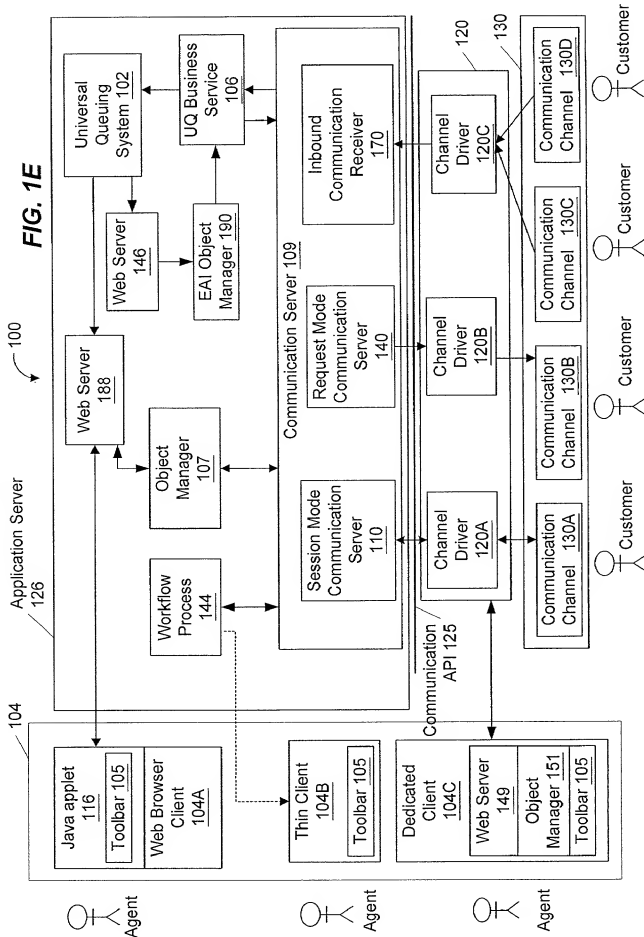 FIG. 1E
100
Application Server
126
104
Java applet
116
Toolbar 105
Web Browser
Client
104A
Agent
Thin Client
104B
Toolbar 105
Agent
Dedicated
Client
104C
Web Server
149
Object
Manager 151
Toolbar 105
Agent
Web Server
188
Universal
Queuing
System 102
Web Server
146
EAI Object
Manager 190
UQ Business
Service
106
Object
Manager
107
Workflow
Process
144
Communication Server 109
Session Mode
Communication
Server
110
Request Mode
Communication
Server
140
Inbound
Communication
Receiver
170
Communication
API 125
120
Channel
Driver
120A
Channel
Driver
120B
Channel
Driver
120C
130
Communication
Channel 130A
Communication
Channel 130B
Communication
Channel
130C
Communication
Channel 130D
Customer
Customer
Customer
Customer